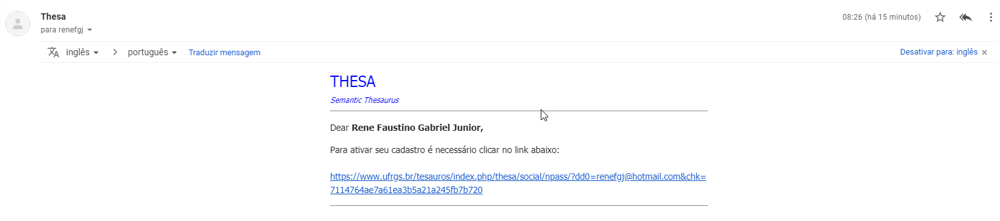 Thesa
08:26 (há 15 minutos)
para renefgj
inglês
português
Traduzir mensagem
Desativar para: inglês
THESA
Semantic Thesaurus
Dear Rene Faustino Gabriel Junior,
Para ativar seu cadastro é necessário clicar no link abaixo:
https://www.ufrgs.br/tesauros/index.php/thesa/social/npass/?dd0=renefgj@hotmail.com&chk=
7114764ae7a61ea3b5a21a245fb7b720